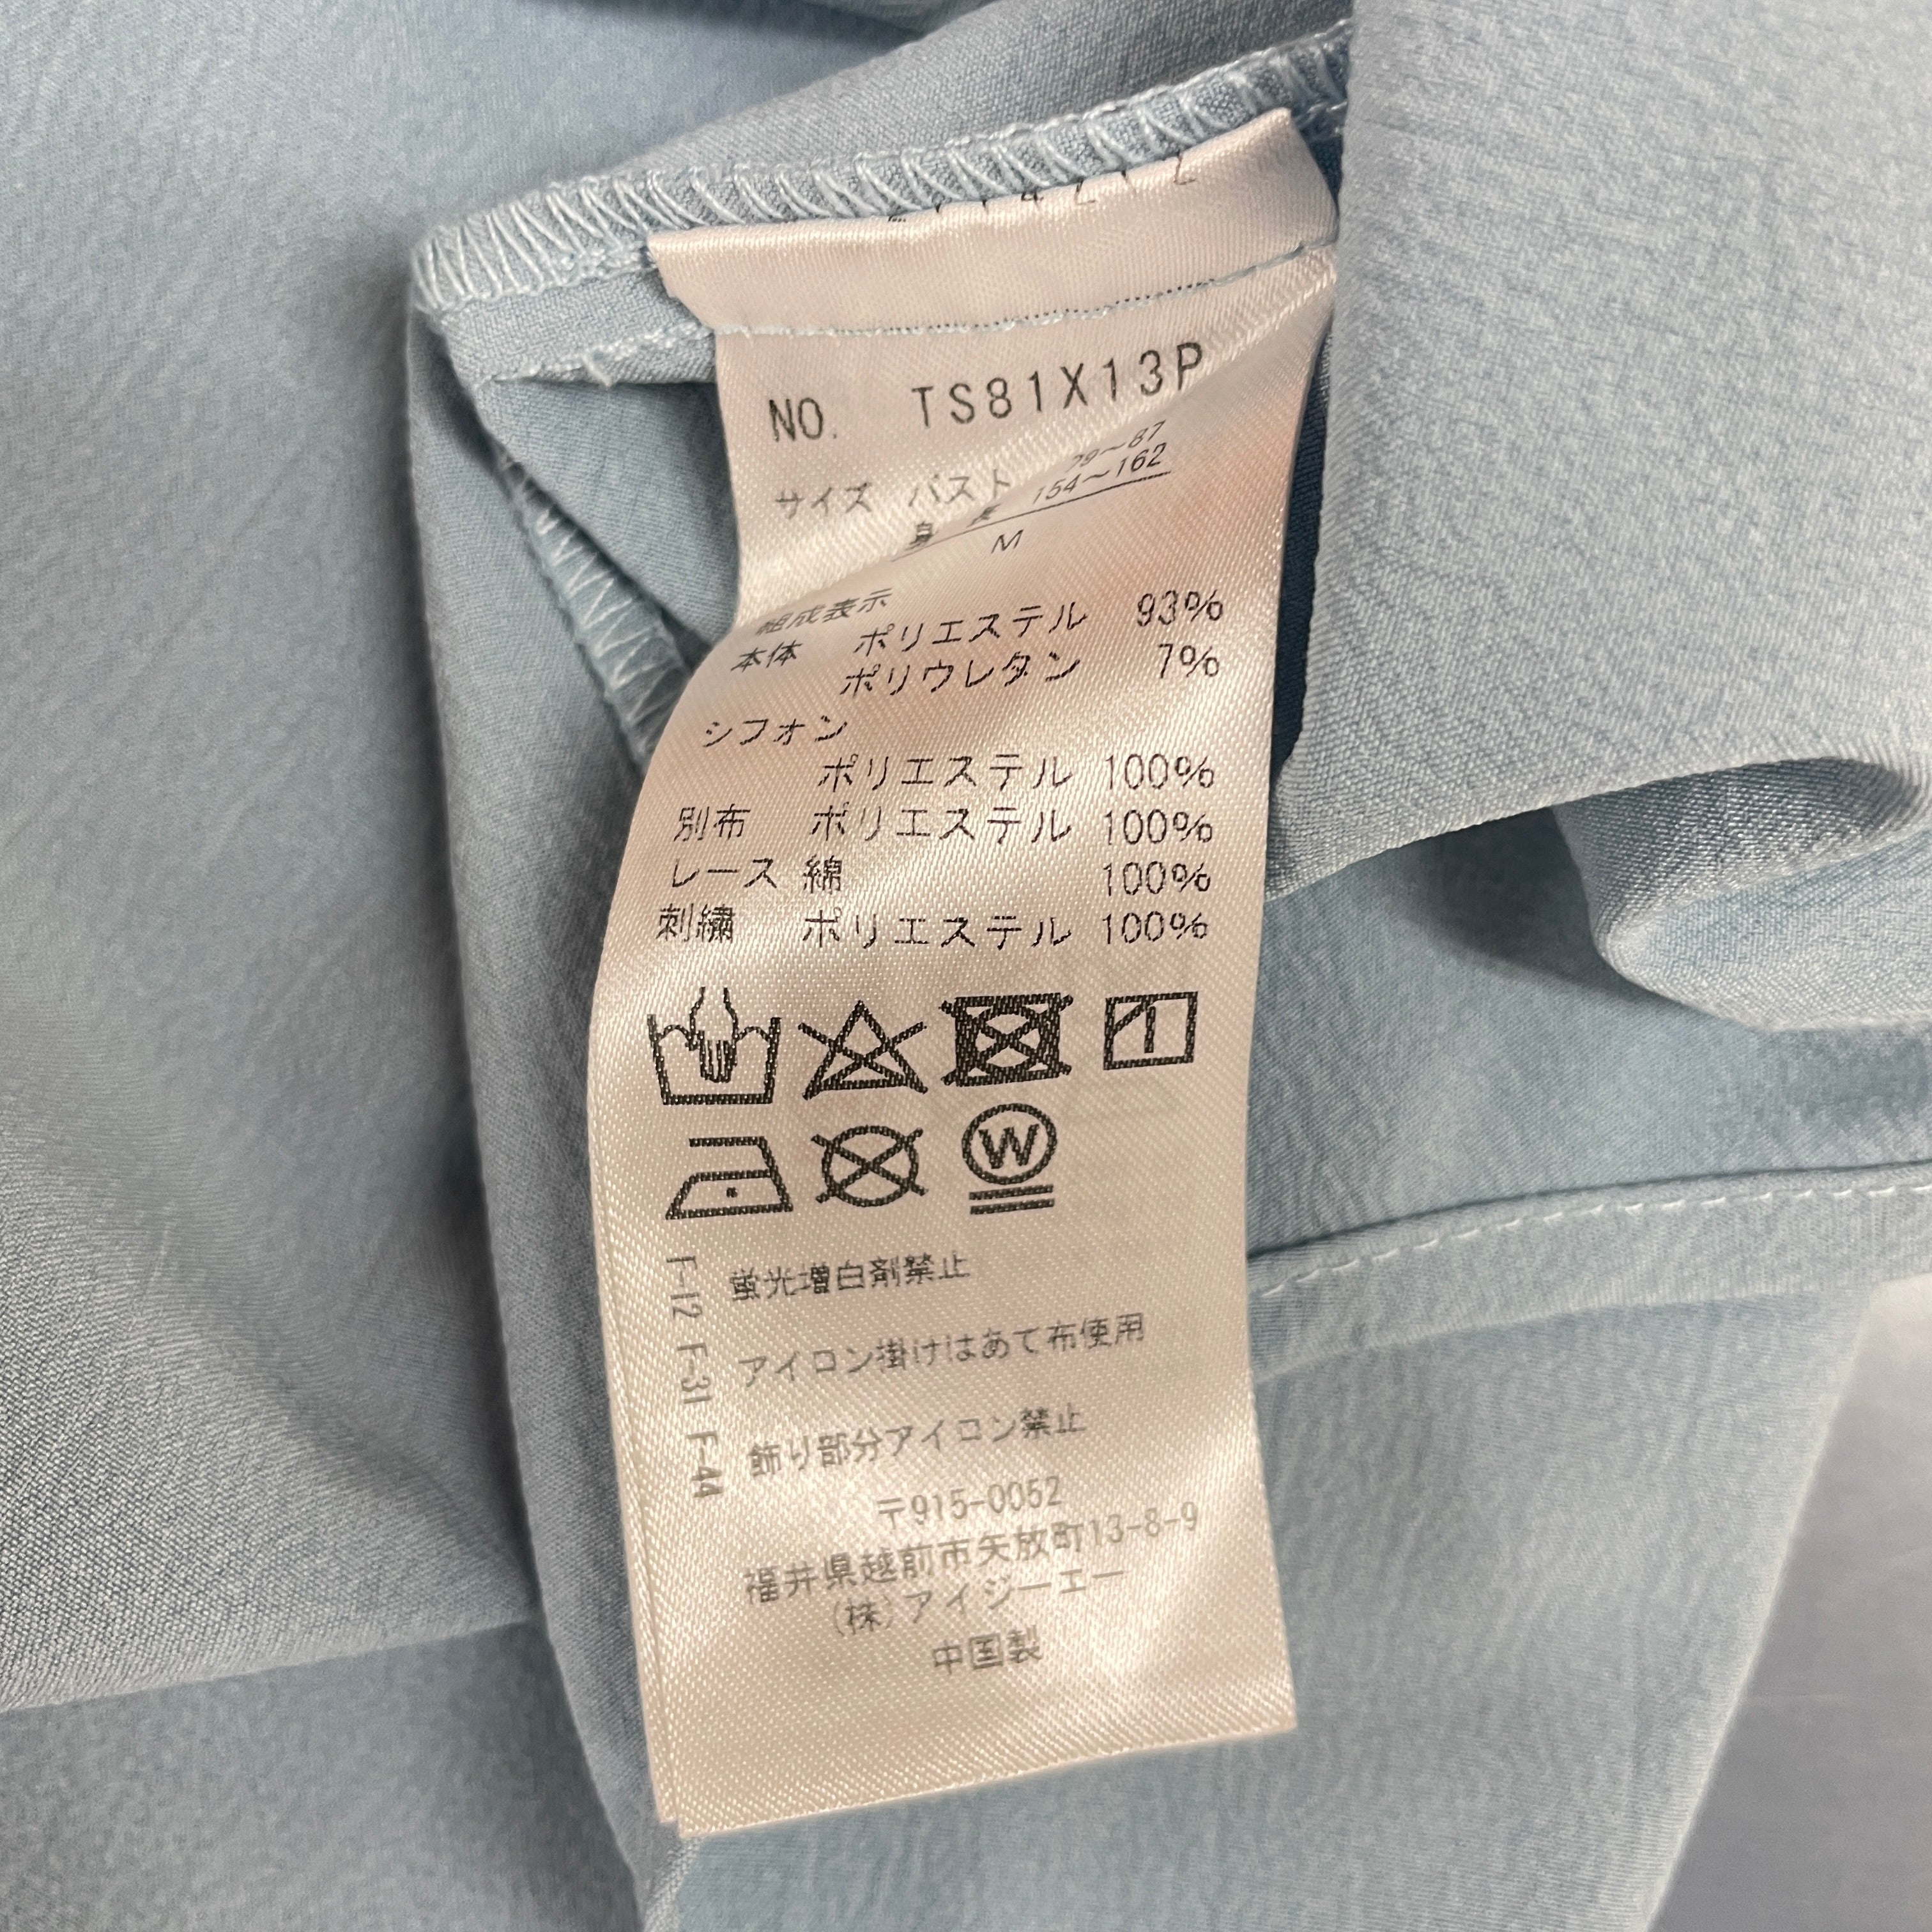 NO. TS81X13P
サイズ バスト 79〜87
身長 154〜162
M
組成表示
本体 ポリエステル 93%
ポリウレタン 7%
シフォン
ポリエステル 100%
別布 ポリエステル 100%
レース 綿 100%
刺繍 ポリエステル 100%
W
F-12 F-31 F-44
蛍光増白剤禁止
アイロン掛けはあて布使用
飾り部分アイロン禁止
〒915-0052
福井県越前市矢放町13-8-9
(株)アイジーエー
中国製